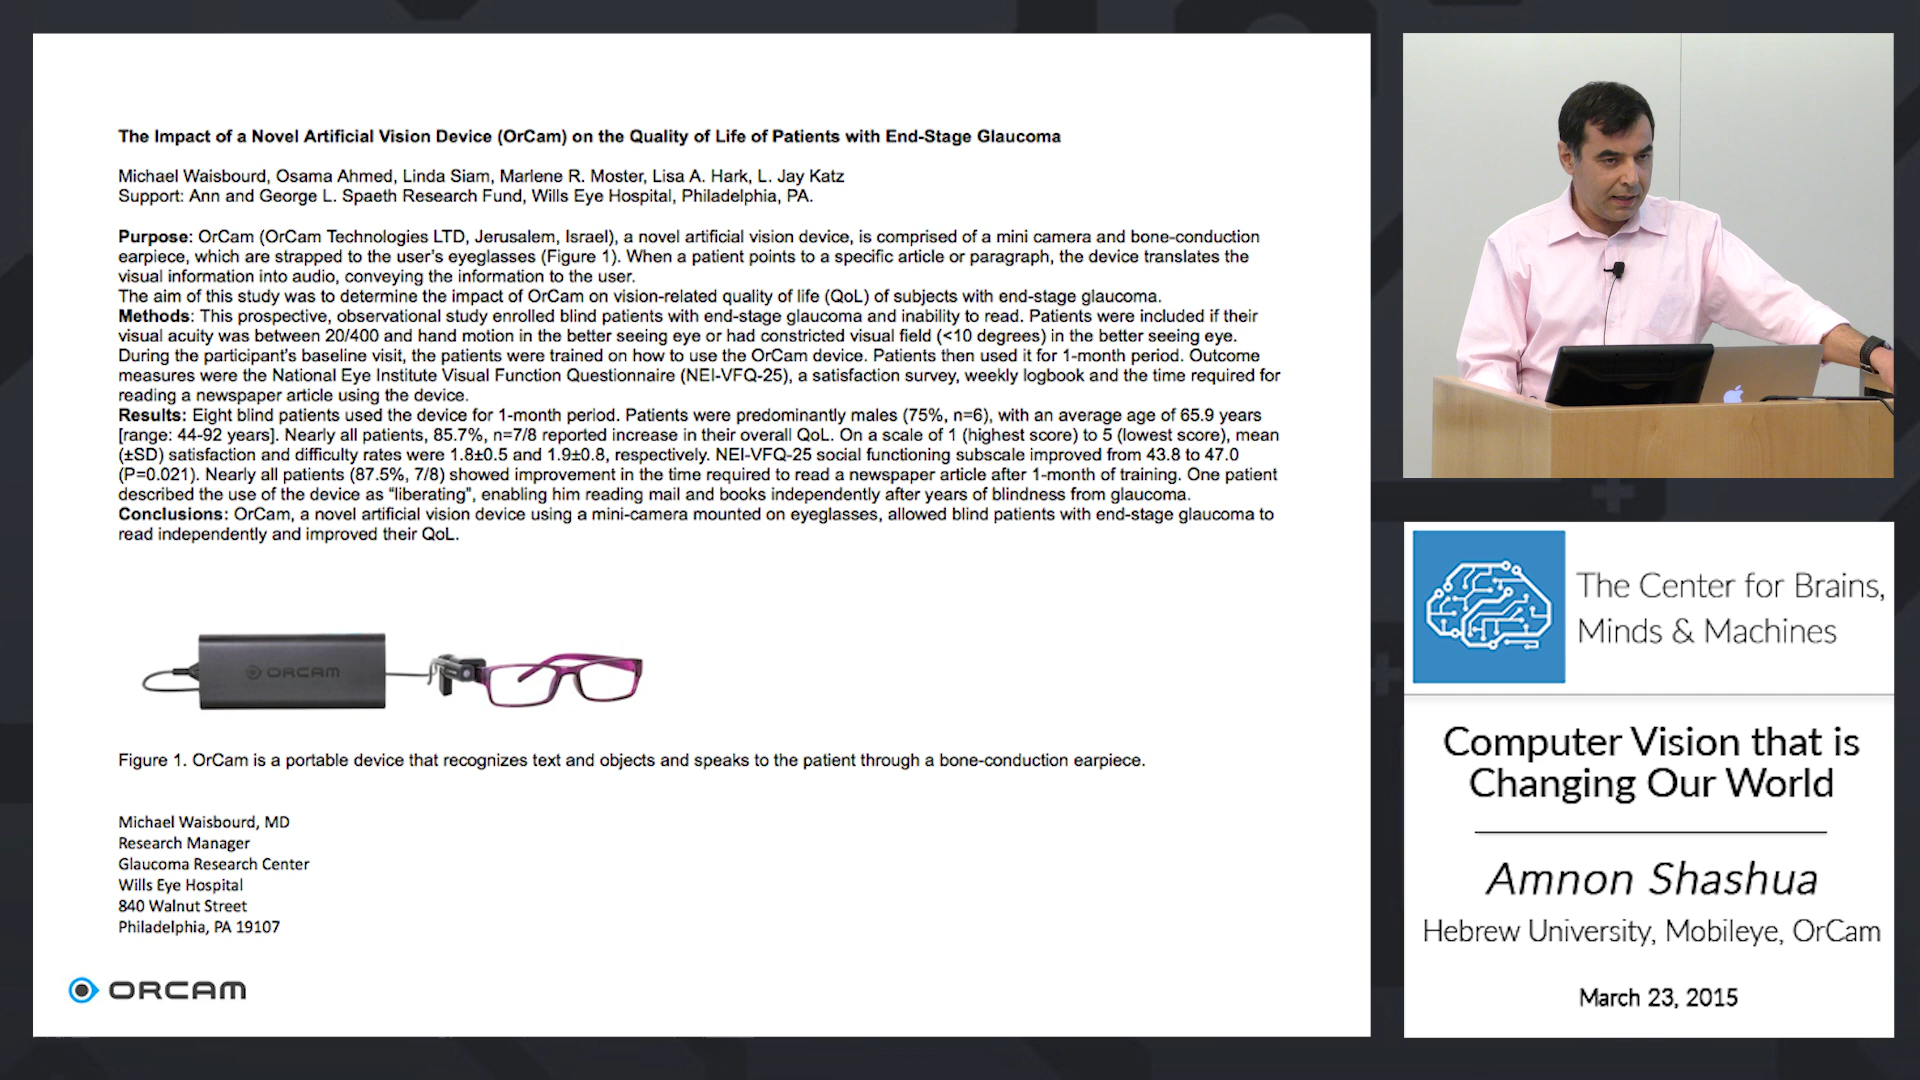 The Impact of a Novel Artificial Vision Device (OrCam) on the Quality of Life of Patients with End-Stage Glaucoma
Michael Waisbourd, Osama Ahmed, Linda Siam, Marlene R. Moster, Lisa A. Hark, L. Jay Katz
Support: Ann and George L. Spaeth Research Fund, Wills Eye Hospital, Philadelphia, PA.
Purpose: OrCam (OrCam Technologies LTD, Jerusalem, Israel), a novel artificial vision device, is comprised of a mini camera and bone-conduction
earpiece, which are strapped to the user's eyeglasses (Figure 1). When a patient points to a specific article or paragraph, the device translates the
visual information into audio, conveying the information to the user.
The aim of this study was to determine the impact of OrCam on vision-related quality of life (QoL) of subjects with end-stage glaucoma.
Methods: This prospective, observational study enrolled blind patients with end-stage glaucoma and inability to read. Patients were included if their
visual acuity was between 20/400 and hand motion in the better seeing eye or had constricted visual field (<10 degrees) in the better seeing eye.
During the participant's baseline visit, the patients were trained on how to use the OrCam device. Patients then used it for 1-month period. Outcome
measures were the National Eye Institute Visual Function Questionnaire (NEI-VFQ-25), a satisfaction survey, weekly logbook and the time required for
reading a newspaper article using the device.
Results: Eight blind patients used the device for 1-month period. Patients were predominantly males (75%, n=6), with an average age of 65.9 years
[range: 44-92 years]. Nearly all patients, 85.7%, n=7/8 reported increase in their overall QoL. On a scale of 1 (highest score) to 5 (lowest score), mean
(±SD) satisfaction and difficulty rates were 1.8±0.5 and 1.9±0.8, respectively. NEI-VFQ-25 social functioning subscale improved from 43.8 to 47.0
(P=0.021). Nearly all patients (87.5%, 7/8) showed improvement in the time required to read a newspaper article after 1-month of training. One patient
described the use of the device as "liberating", enabling him reading mail and books independently after years of blindness from glaucoma.
Conclusions: OrCam, a novel artificial vision device using a mini-camera mounted on eyeglasses, allowed blind patients with end-stage glaucoma to
read independently and improved their QoL.
ORCAM
Figure 1. OrCam is a portable device that recognizes text and objects and speaks to the patient through a bone-conduction earpiece.
Michael Waisbourd, MD
Research Manager
Glaucoma Research Center
Wills Eye Hospital
840 Walnut Street
Philadelphia, PA 19107
ORCAM
The Center for Brains,
Minds & Machines
Computer Vision that is
Changing Our World
Amnon Shashua
Hebrew University, Mobileye, OrCam
March 23, 2015